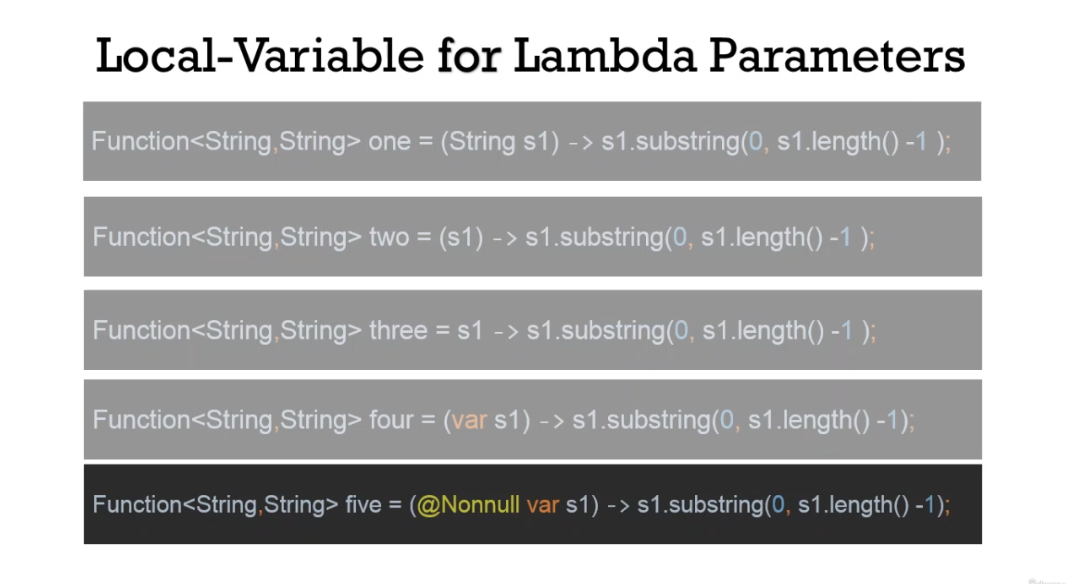 Local-Variable for Lambda Parameters
Function<String,String> one = (String s1) -> s1.substring(0, s1.length() -1 );
Function<String,String> two = (s1) -> s1.substring(0, s1.length() -1 );
Function<String,String> three = s1 -> s1.substring(0, s1.length() -1 );
Function<String,String> four = (var s1) -> s1.substring(0, s1.length() -1);
Function<String,String> five = (@Nonnull var s1) -> s1.substring(0, s1.length() -1);